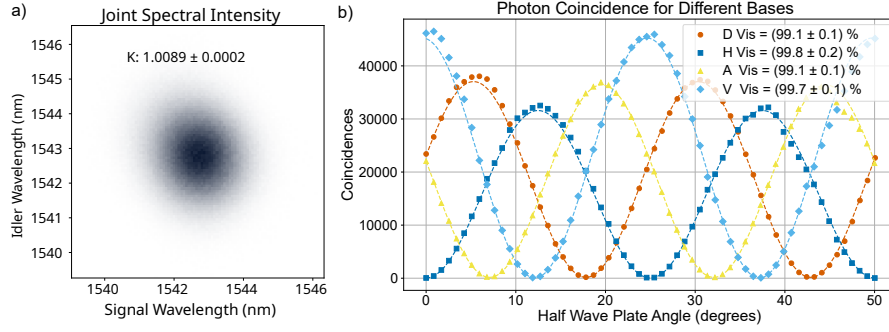 a)
Joint Spectral Intensity
K: 1.0089 ± 0.0002
1546
1545
1544
1543
1542
1541
1540
Idler Wavelength (nm)
1540 1542 1544 1546
Signal Wavelength (nm)
b)
Photon Coincidence for Different Bases
D Vis = (99.1 ± 0.1) %
H Vis = (99.8 ± 0.2) %
A Vis = (99.1 ± 0.1) %
V Vis = (99.7 ± 0.1) %
40000
30000
20000
10000
0
Coincidences
0 10 20 30 40 50
Half Wave Plate Angle (degrees)